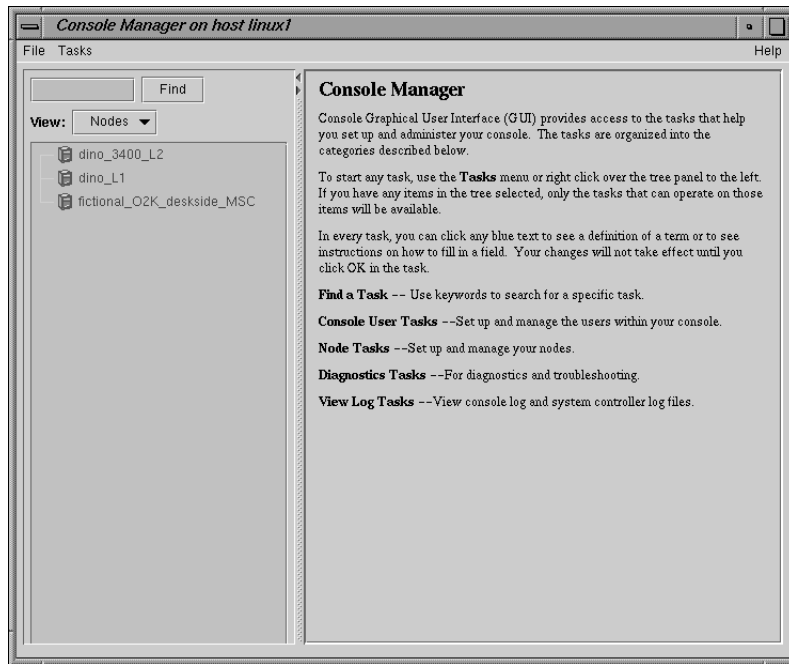 Console Manager on host linux1
File Tasks Help
Find
View: Nodes
dino_3400_L2
dino_L1
fictional_O2K_deskside_MSC
Console Manager
Console Graphical User Interface (GUI) provides access to the tasks that help
you set up and administer your console. The tasks are organized into the
categories described below.
To start any task, use the Tasks menu or right click over the tree panel to the left.
If you have any items in the tree selected, only the tasks that can operate on those
items will be available.
In every task, you can click any blue text to see a definition of a term or to see
instructions on how to fill in a field. Your changes will not take effect until you
click OK in the task.
Find a Task -- Use keywords to search for a specific task.
Console User Tasks --Set up and manage the users within your console.
Node Tasks --Set up and manage your nodes.
Diagnostics Tasks --For diagnostics and troubleshooting.
View Log Tasks --View console log and system controller log files.